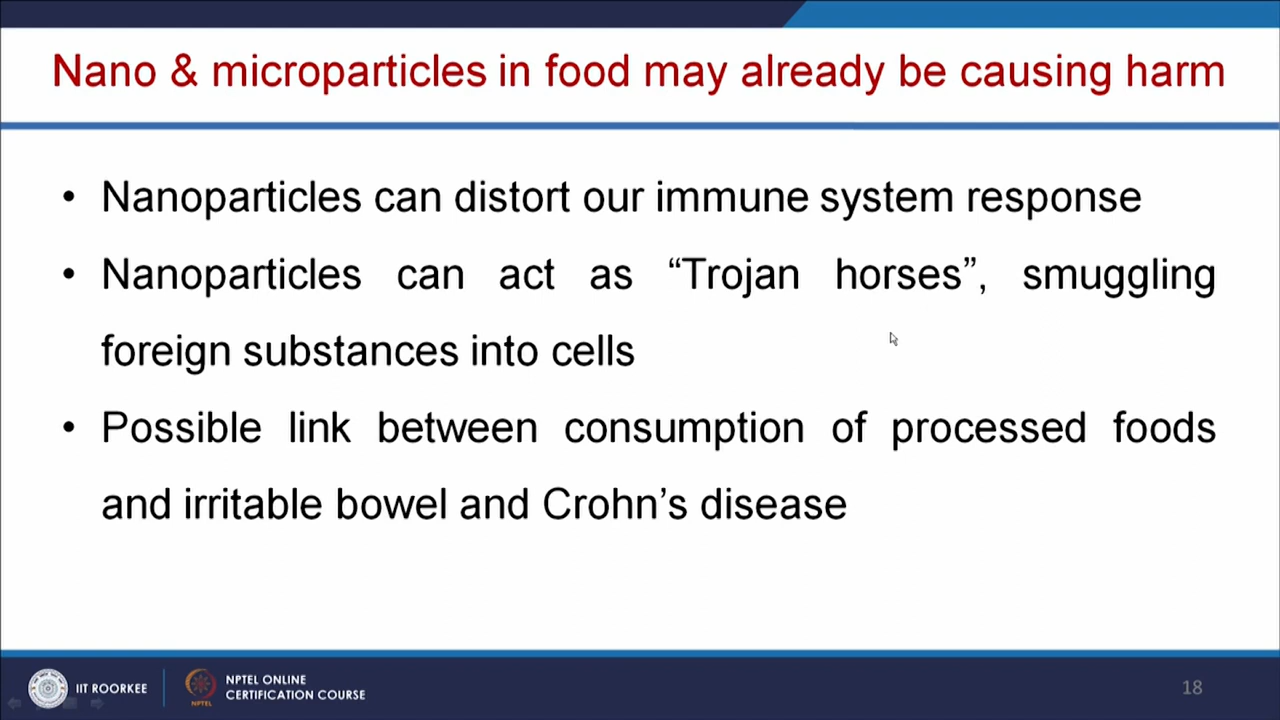 Nano & microparticles in food may already be causing harm
• Nanoparticles can distort our immune system response
• Nanoparticles can act as “Trojan horses”, smuggling
foreign substances into cells
• Possible link between consumption of processed foods
and irritable bowel and Crohn’s disease
IIT ROORKEE
NPTEL
NPTEL ONLINE
CERTIFICATION COURSE
18